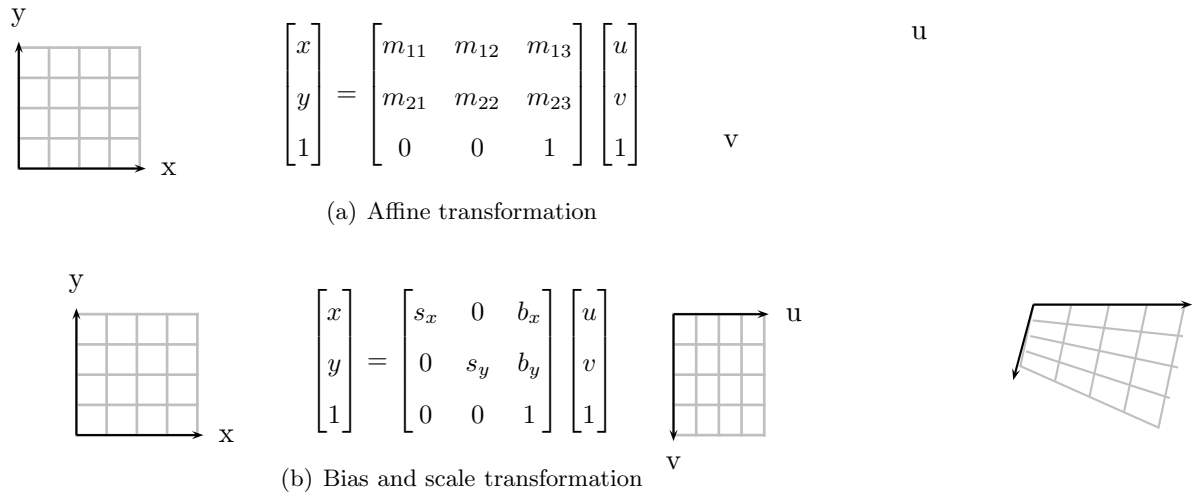 y
x
[x y 1] = [m11 m12 m13 m21 m22 m23 0 0 1] [u v 1]
u
v
(a) Affine transformation
y
x
[x y 1] = [sx 0 bx 0 sy by 0 0 1] [u v 1]
u
v
(b) Bias and scale transformation